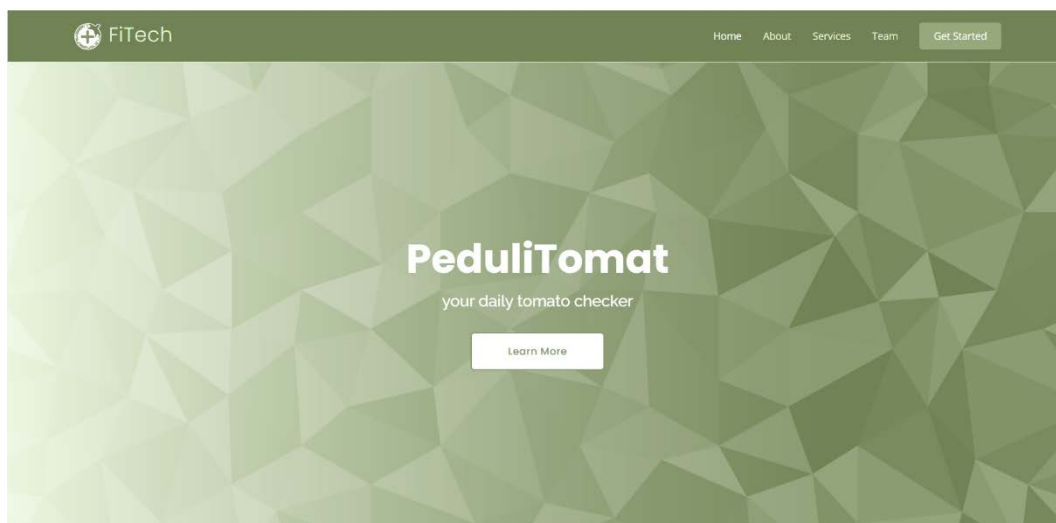 FiTech
Home About Services Team Get Started
PeduliTomat
your daily tomato checker
Learn More